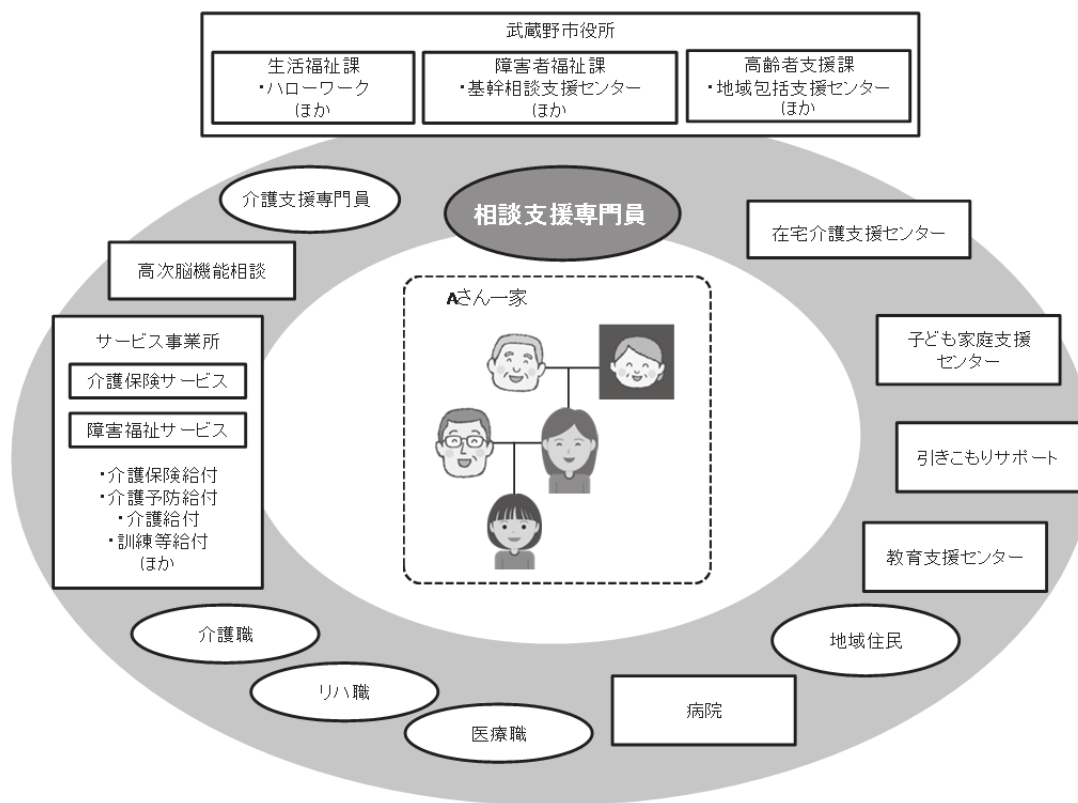 武蔵野市役所
生活福祉課
・ハローワーク
ほか
障害者福祉課
・基幹相談支援センター
ほか
高齢者支援課
・地域包括支援センター
ほか
介護支援専門員
相談支援専門員
在宅介護支援センター
高次脳機能相談
Aさん一家
サービス事業所
介護保険サービス
障害福祉サービス
・介護保険給付
・介護予防給付
・介護給付
・訓練等給付
ほか
子ども家庭支援
センター
引きこもりサポート
教育支援センター
介護職
地域住民
リハ職
病院
医療職